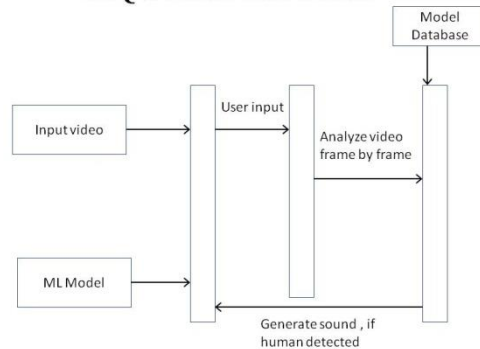 Model
Database
Input video
User input
Analyze video
frame by frame
ML Model
Generate sound , if
human detected